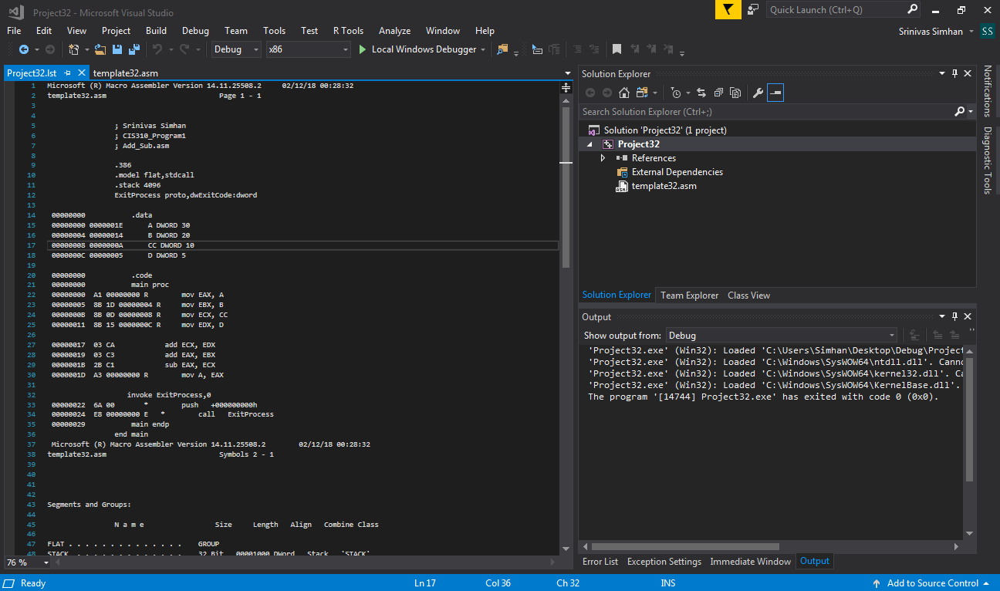 Project32 - Microsoft Visual Studio
Quick Launch (Ctrl+Q)
File Edit View Project Build Debug Team Tools Test R Tools Analyze Window Help
Srinivas Simhan SS
Debug x86 Local Windows Debugger
Project32.lst template32.asm
1 Microsoft (R) Macro Assembler Version 14.11.25508.2 02/12/18 00:28:32
2 template32.asm Page 1 - 1
3
4
5 ; Srinivas Simhan
6 ; CIS310_Program1
7 ; Add_Sub.asm
8
9 .386
10 .model flat,stdcall
11 .stack 4096
12 ExitProcess proto,dwExitCode:dword
13
14 00000000 .data
15 00000000 0000001E A DWORD 30
16 00000004 00000014 B DWORD 20
17 00000008 0000000A CC DWORD 10
18 0000000C 00000005 D DWORD 5
19
20 00000000 .code
21 00000000 main proc
22 00000000 A1 00000000 R mov EAX, A
23 00000005 8B 1D 00000004 R mov EBX, B
24 0000000B 8B 0D 00000008 R mov ECX, CC
25 00000011 8B 15 0000000C R mov EDX, D
26
27 00000017 03 CA add ECX, EDX
28 00000019 03 C3 add EAX, EBX
29 0000001B 2B C1 sub EAX, ECX
30 0000001D A3 00000000 R mov A, EAX
31
32 invoke ExitProcess,0
33 00000022 6A 00 * push +000000000h
34 00000024 E8 00000000 E * call ExitProcess
35 00000029 main endp
36 end main
37 Microsoft (R) Macro Assembler Version 14.11.25508.2 02/12/18 00:28:32
38 template32.asm Symbols 2 - 1
39
40
41
42
43 Segments and Groups:
44
45 N a m e Size Length Align Combine Class
46
47 FLAT . . . . . . . . . . . . . . GROUP
48 STACK . . . . . . . . . . . . . 32 Bit 00001000 DWord Stack 'STACK'
76 %
Solution Explorer
Search Solution Explorer (Ctrl+;)
Solution 'Project32' (1 project)
Project32
References
External Dependencies
template32.asm
Solution Explorer Team Explorer Class View
Output
Show output from: Debug
'Project32.exe' (Win32): Loaded 'C:\Users\Simhan\Desktop\Debug\Project
'Project32.exe' (Win32): Loaded 'C:\Windows\SysWOW64\ntdll.dll'. Canno
'Project32.exe' (Win32): Loaded 'C:\Windows\SysWOW64\kernel32.dll'. Ca
'Project32.exe' (Win32): Loaded 'C:\Windows\SysWOW64\KernelBase.dll'.
The program '[14744] Project32.exe' has exited with code 0 (0x0).
Error List Exception Settings Immediate Window Output
Notifications
Diagnostic Tools
Ready Ln 17 Col 36 Ch 32 INS Add to Source Control